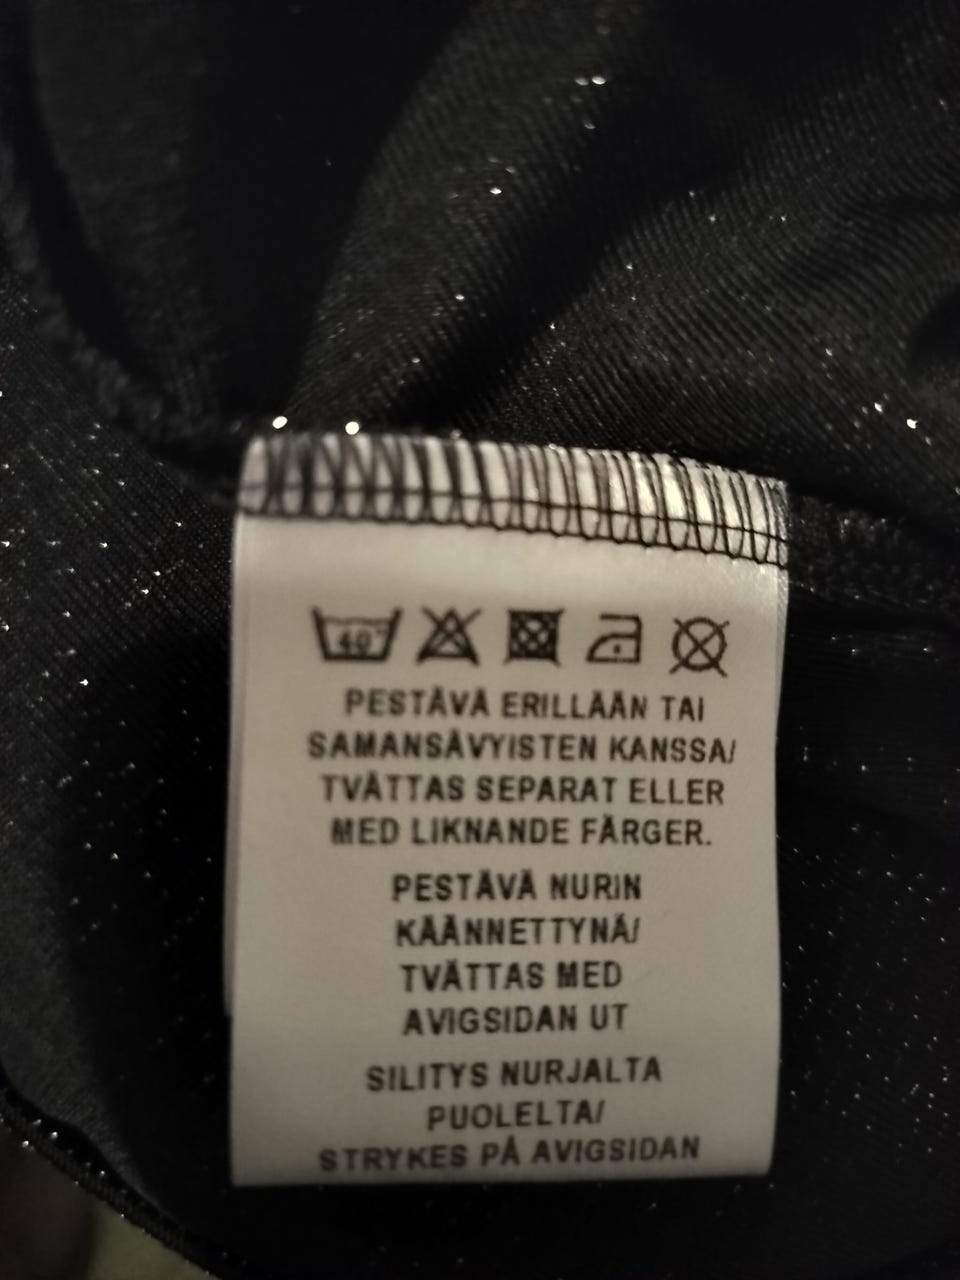 40°
PESTÄVÄ ERILLÄÄN TAI
SAMANSÄVYISTEN KANSSA/
TVÄTTAS SEPARAT ELLER
MED LIKNANDE FÄRGER.
PESTÄVÄ NURIN
KÄÄNNETTYNÄ/
TVÄTTAS MED
AVIGSIDAN UT
SILITYS NURJALTA
PUOLELTA/
STRYKES PÅ AVIGSIDAN